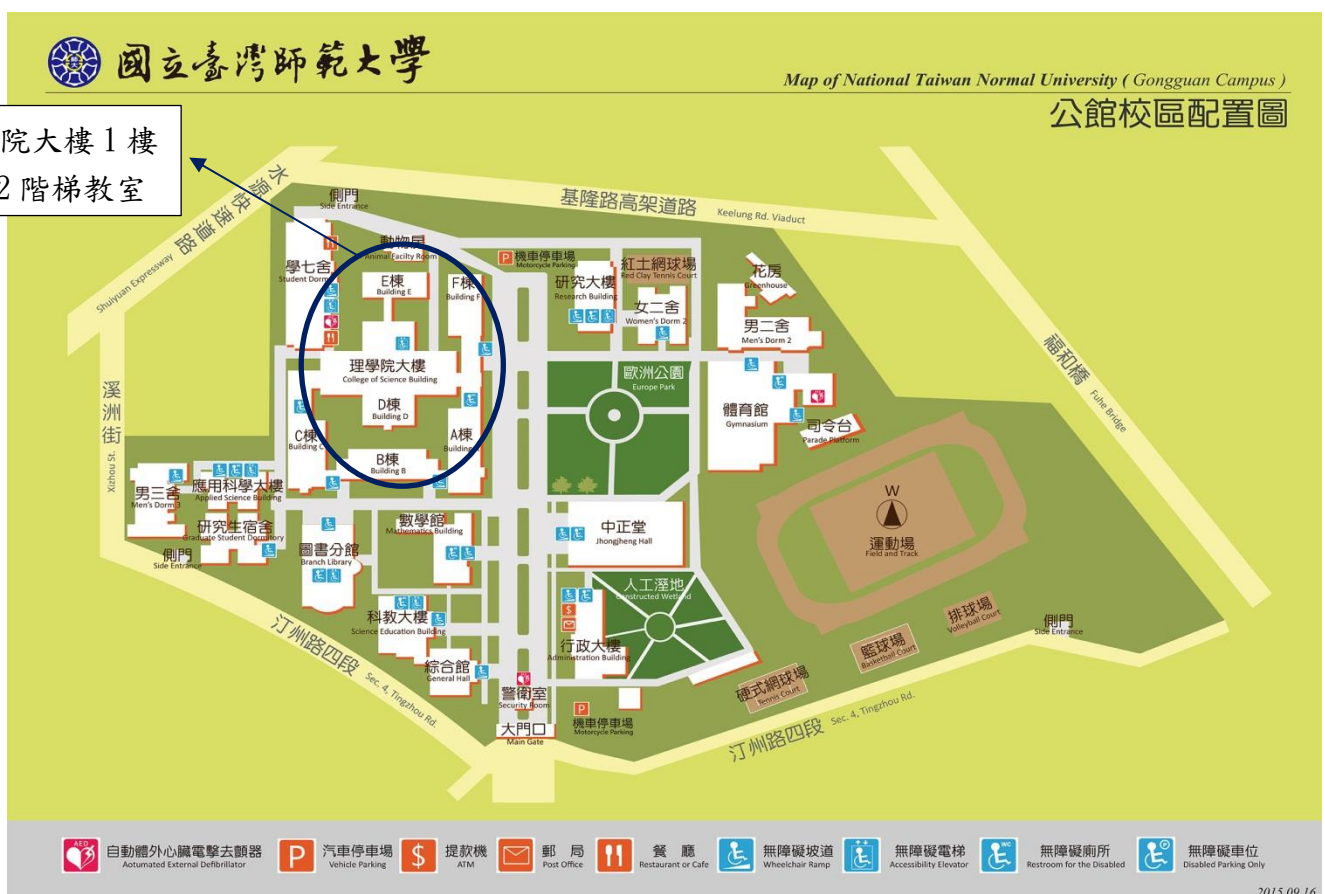 國立臺灣師範大學
Map of National Taiwan Normal University ( Gongguan Campus )
公館校區配置圖
院大樓 1 樓
2 階梯教室
水源快速道路
Shuiyuan Expressway
側門
Side Entrance
基隆路高架道路 Keelung Rd. Viaduct
動物房
Animal Facilty Room
P 機車停車場
Motorcycle Parking
學七舍
Student Dorm
E棟
Building E
F棟
Building F
研究大樓
Research Building
紅土網球場
Red Clay Tennis Court
女二舍
Women's Dorm 2
花房
Greenhouse
男二舍
Men's Dorm 2
福和橋
Fuhe Bridge
理學院大樓
College of Science Building
歐洲公園
Europe Park
體育館
Gymnasium
司令台
Parade Platform
溪洲街
Xizhou St.
D棟
Building D
C棟
Building C
A棟
Building
B棟
Building B
男三舍
Men's Dorm 3
應用科學大樓
Applied Science Building
研究生宿舍
Graduate Student Dormitory
側門
Side Entrance
圖書分館
Branch Library
數學館
Mathematics Building
中正堂
Jhongjheng Hall
W
運動場
Field and Track
人工溼地
Constructed Wetland
科教大樓
Science Education Building
行政大樓
Administration Building
綜合館
General Hall
排球場
Volleyball Court
側門
Side Entrance
籃球場
Basketball Court
硬式網球場
Tennis Court
汀州路四段 Sec. 4, Tingzhou Rd.
警衛室
Security Room
大門口
Main Gate
P
機車停車場
Motorcycle Parking
汀州路四段 Sec. 4, Tingzhou Rd.
AED 自動體外心臟電擊去顫器
Aotumated External Defibrillator
P 汽車停車場
Vehicle Parking
$ 提款機
ATM
郵 局
Post Office
餐 廳
Restaurant or Cafe
無障礙坡道
Wheelchair Ramp
無障礙電梯
Accessibility Elevator
WC 無障礙廁所
Restroom for the Disabled
P 無障礙車位
Disabled Parking Only
2015.09.16